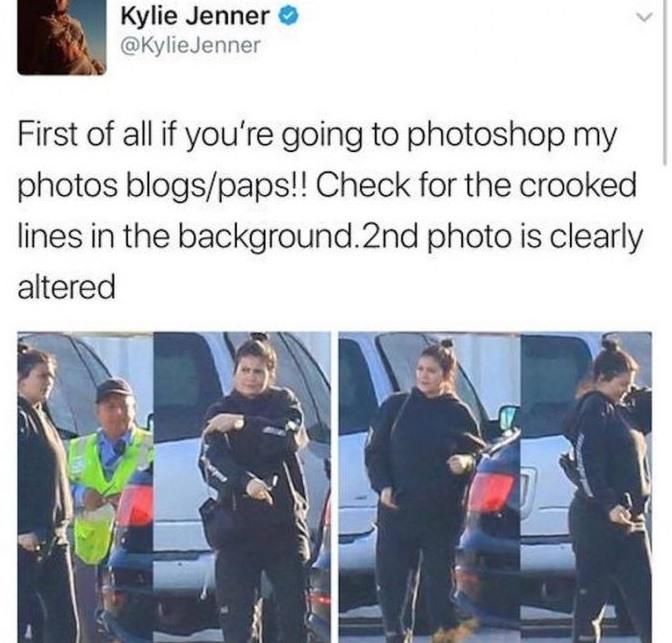 Kylie Jenner
@KylieJenner
First of all if you're going to photoshop my
photos blogs/paps!! Check for the crooked
lines in the background.2nd photo is clearly
altered